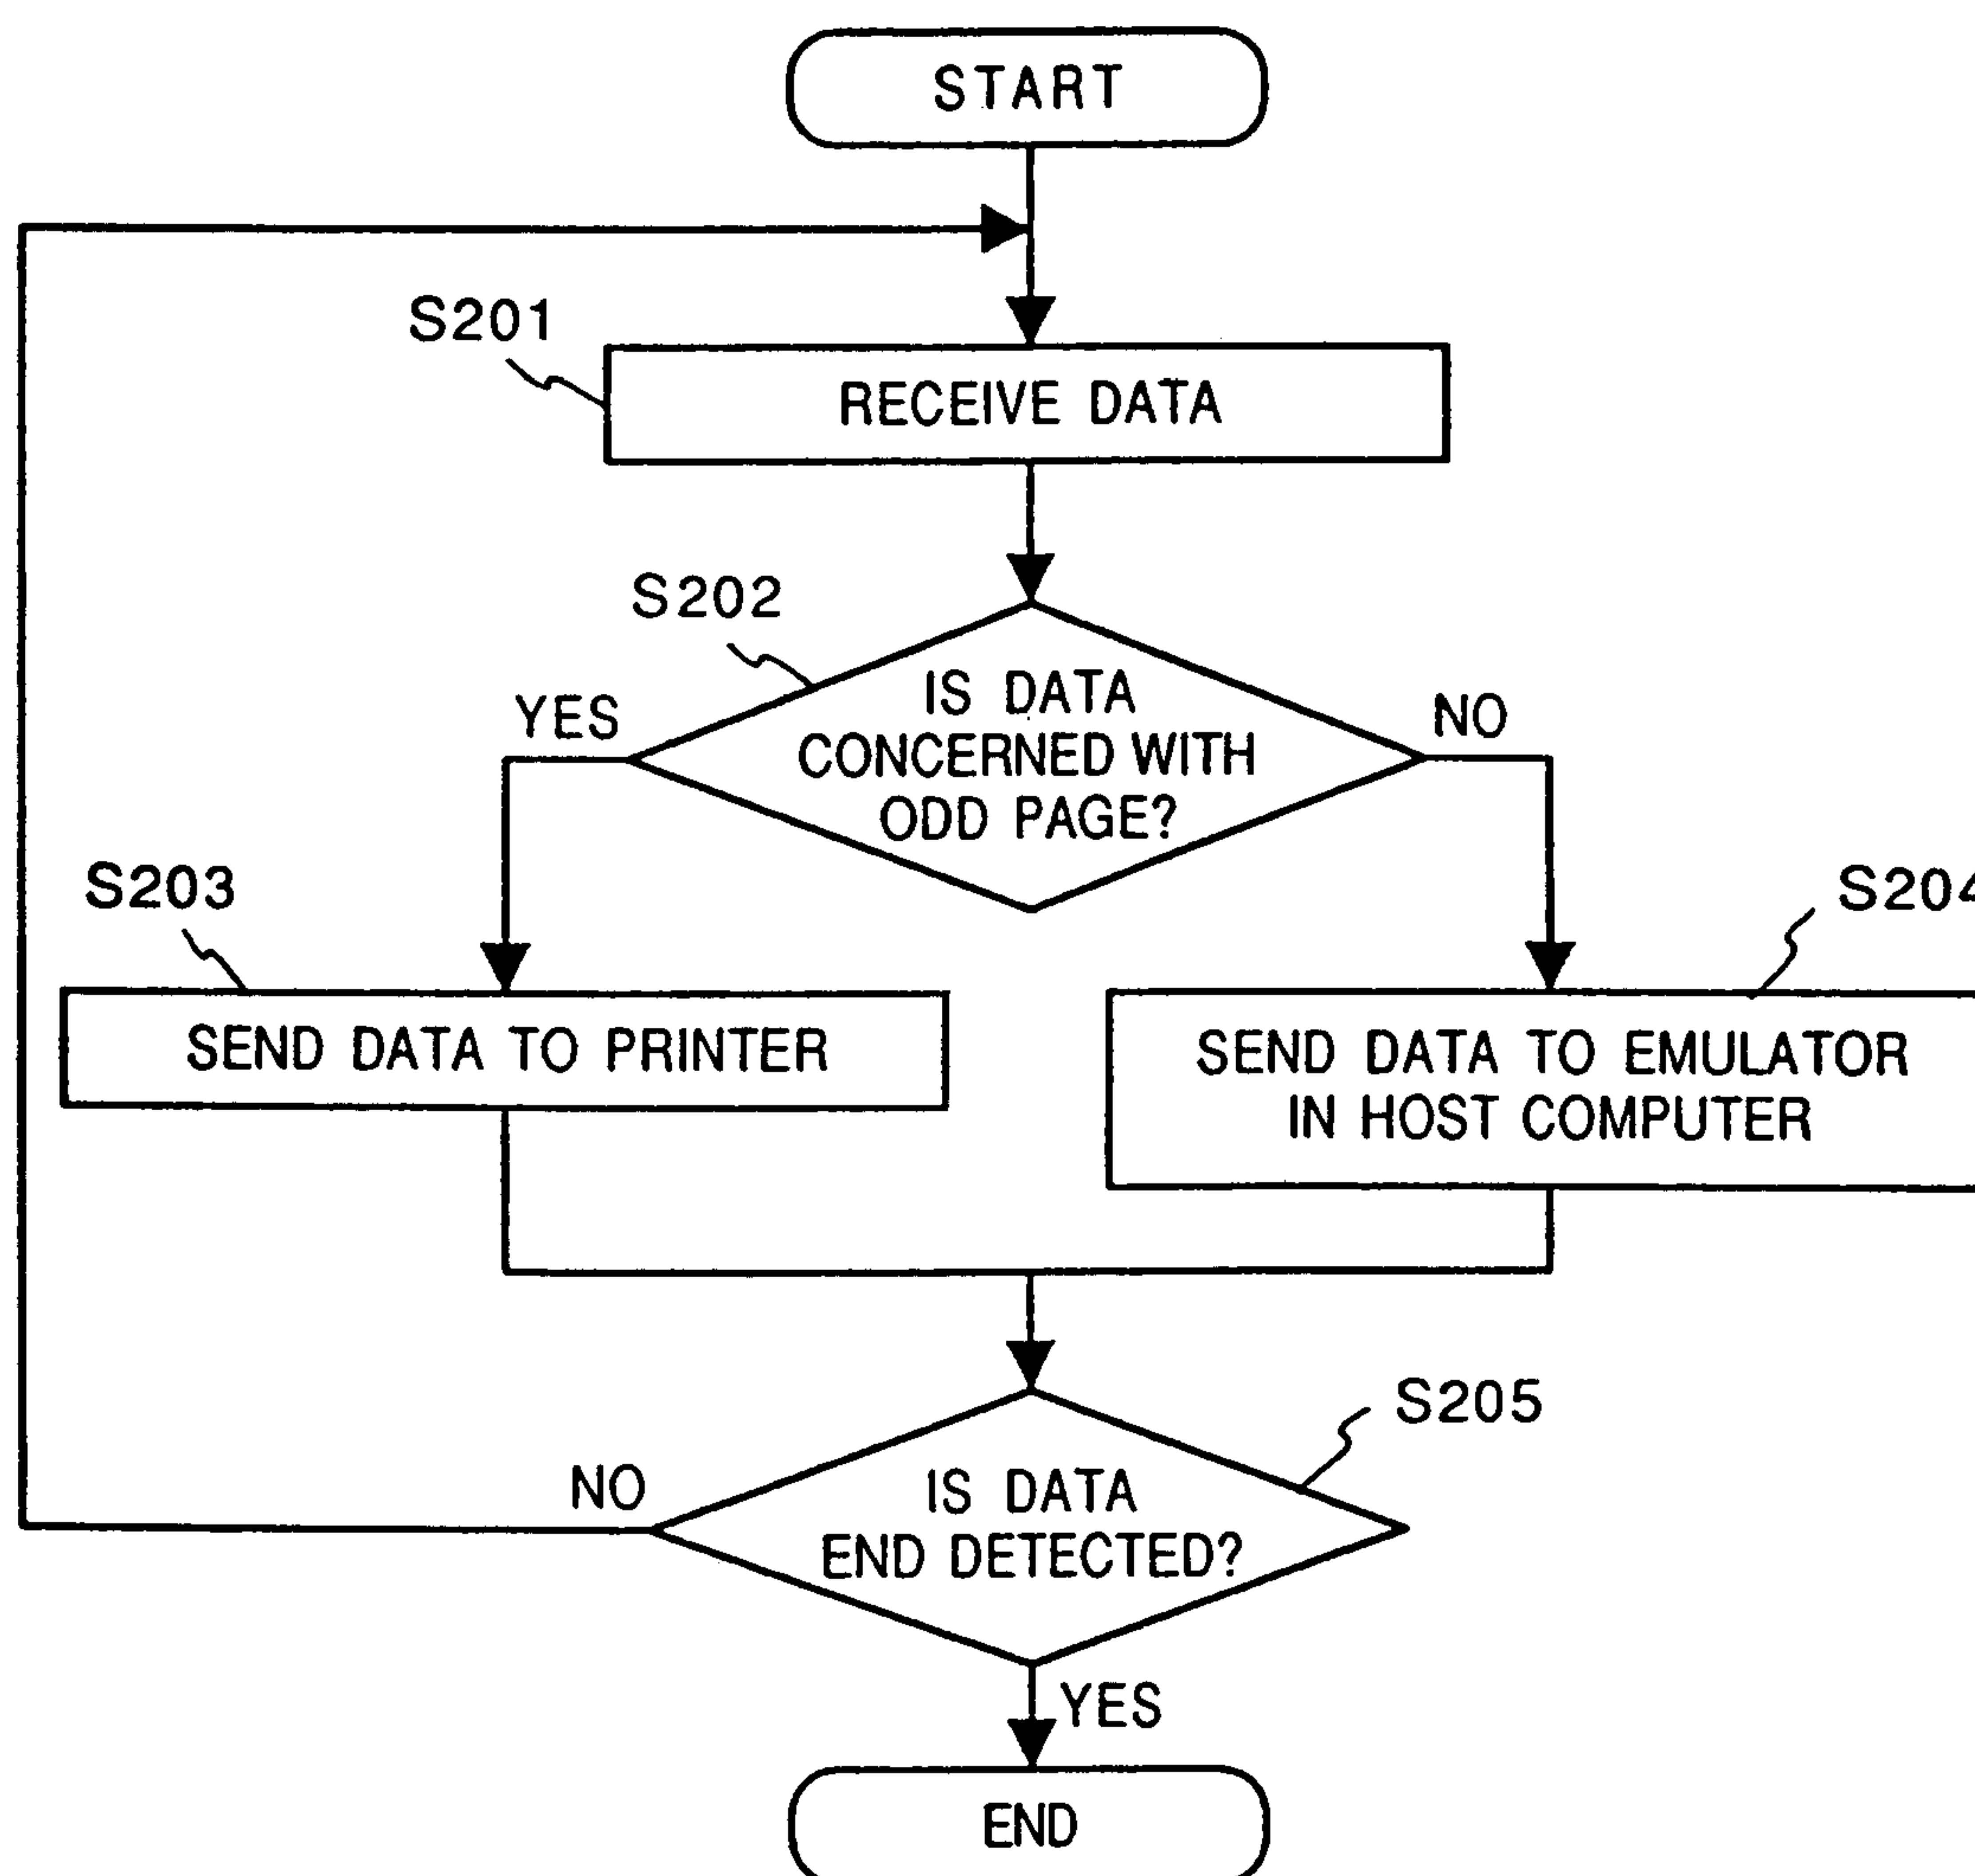 START
S201
RECEIVE DATA
S202
IS DATA
YES
NO
CONCERNED WITH
ODD PAGE?
S203
S204
SEND DATA TO PRINTER
SEND DATA TO EMULATOR
IN HOST COMPUTER
S205
NO
IS DATA
END DETECTED?
YES
END